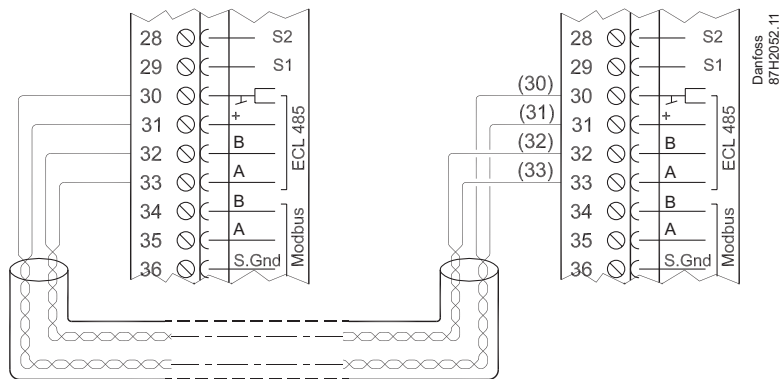 28 S2
29 S1
30
31 +
32 B
33 A
34 B
35 A
36 S.Gnd
ECL 485
Modbus
(30)
(31)
(32)
(33)
28 S2
29 S1
30
31 +
32 B
33 A
34 B
35 A
36 S.Gnd
ECL 485
Modbus
Danfoss
87H2052.11